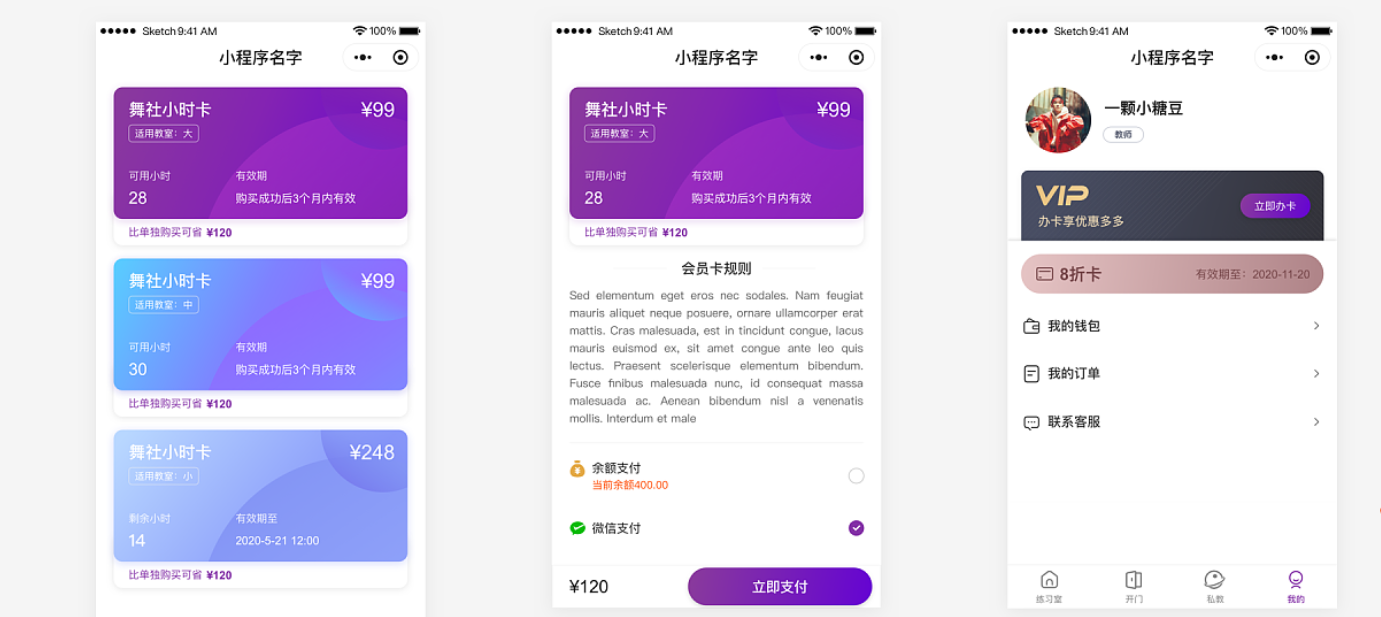 Sketch 9:41 AM
100%
小程序名字
舞社小时卡
¥99
适用教室：大
可用小时
有效期
28
购买成功后3个月内有效
比单独购买可省 ¥120
舞社小时卡
¥99
适用教室：中
可用小时
有效期
30
购买成功后3个月内有效
比单独购买可省 ¥120
舞社小时卡
¥248
适用教室：小
剩余小时
有效期至
14
2020-5-21 12:00
比单独购买可省 ¥120
Sketch 9:41 AM
100%
小程序名字
舞社小时卡
¥99
适用教室：大
可用小时
有效期
28
购买成功后3个月内有效
比单独购买可省 ¥120
会员卡规则
Sed elementum eget eros nec sodales. Nam feugiat
mauris aliquet neque posuere, ornare ullamcorper erat
mattis. Cras malesuada, est in tincidunt congue, lacus
mauris euismod ex, sit amet congue ante leo quis
lectus. Praesent scelerisque elementum bibendum.
Fusce finibus malesuada nunc, id consequat massa
malesuada ac. Aenean bibendum nisl a venenatis
mollis. Interdum et male
余额支付
当前余额400.00
微信支付
¥120
立即支付
Sketch 9:41 AM
100%
小程序名字
一颗小糖豆
教师
VIP
办卡享优惠多多
立即办卡
8折卡
有效期至：2020-11-20
我的钱包
我的订单
联系客服
练习室
开门
私教
我的